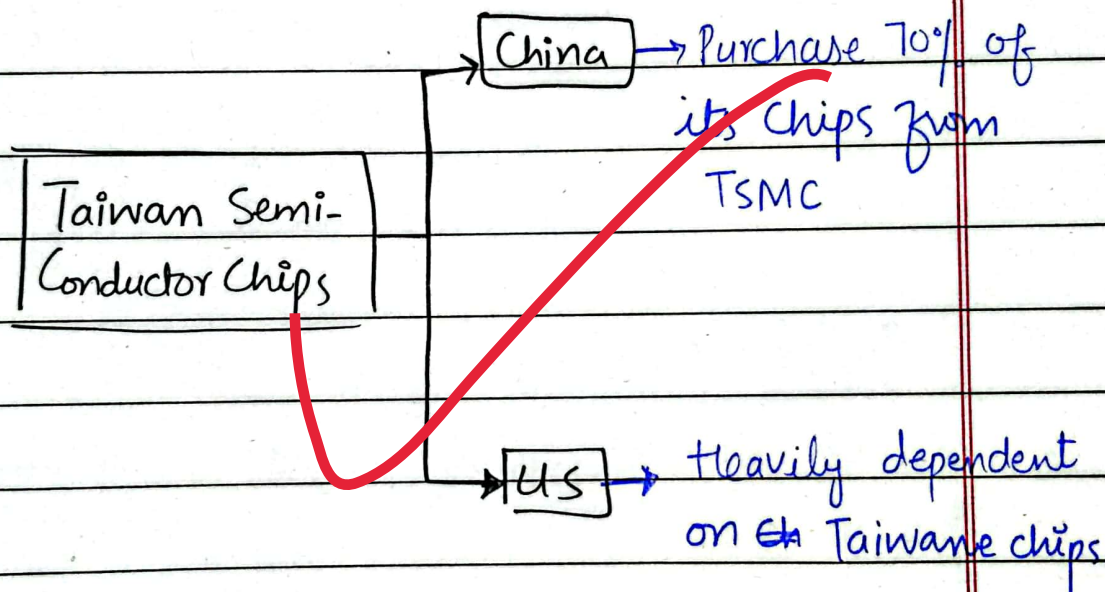 China → Purchase 70% of
its Chips from
TSMC
Taiwan Semi-
Conductor Chips
US → Heavily dependent
on Taiwane chips